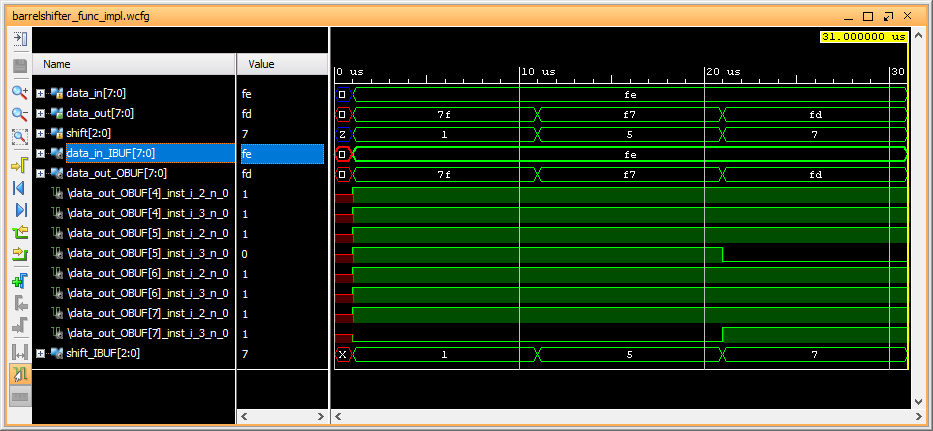 barrelshifter_func_impl.wcfg
31.000000 us
Name Value
0 us 10 us 20 us 30
data_in[7:0] fe fe
data_out[7:0] fd 7f f7 fd
shift[2:0] 7 Z 1 5 7
data_in_IBUF[7:0] fe fe
data_out_OBUF[7:0] fd 7f f7 fd
\data_out_OBUF[4]_inst_i_2_n_0 1
\data_out_OBUF[4]_inst_i_3_n_0 1
\data_out_OBUF[5]_inst_i_2_n_0 1
\data_out_OBUF[5]_inst_i_3_n_0 0
\data_out_OBUF[6]_inst_i_2_n_0 1
\data_out_OBUF[6]_inst_i_3_n_0 1
\data_out_OBUF[7]_inst_i_2_n_0 1
\data_out_OBUF[7]_inst_i_3_n_0 1
shift_IBUF[2:0] 7 X 1 5 7